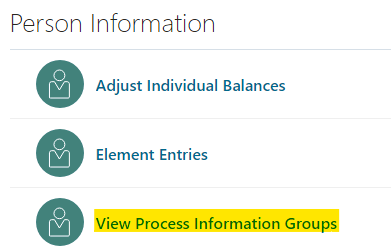 Person Information
Adjust Individual Balances
Element Entries
View Process Information Groups